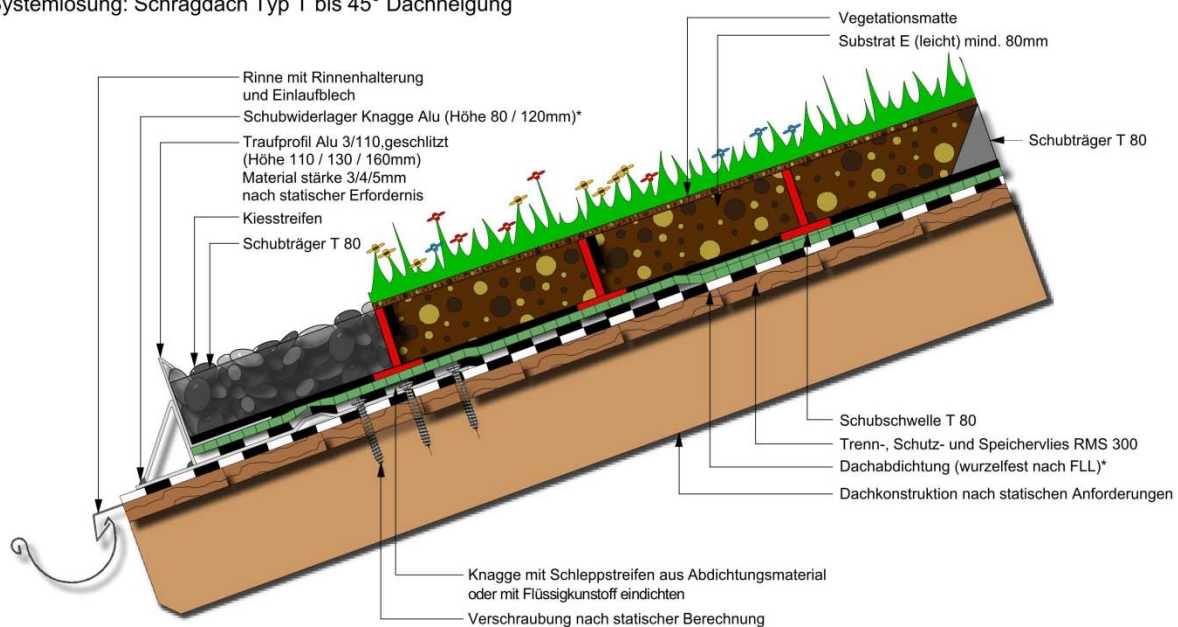 Systemlösung: Schrägdach Typ T bis 45° Dachneigung
Vegetationsmatte
Substrat E (leicht) mind. 80mm
Rinne mit Rinnenhalterung
und Einlaufblech
Schubwiderlager Knagge Alu (Höhe 80 / 120mm)*
Traufprofil Alu 3/110,geschlitzt
(Höhe 110 / 130 / 160mm)
Material stärke 3/4/5mm
nach statischer Erfordernis
Kiesstreifen
Schubträger T 80
Schubträger T 80
Schubschwelle T 80
Trenn-, Schutz- und Speichervlies RMS 300
Dachabdichtung (wurzelfest nach FLL)*
Dachkonstruktion nach statischen Anforderungen
Knagge mit Schleppstreifen aus Abdichtungsmaterial
oder mit Flüssigkunstoff eindichten
Verschraubung nach statischer Berechnung